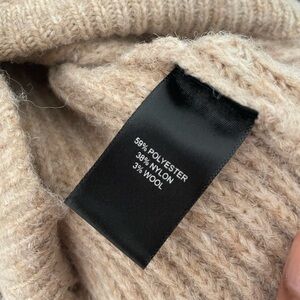 59% POLYESTER
38% NYLON
3% WOOL